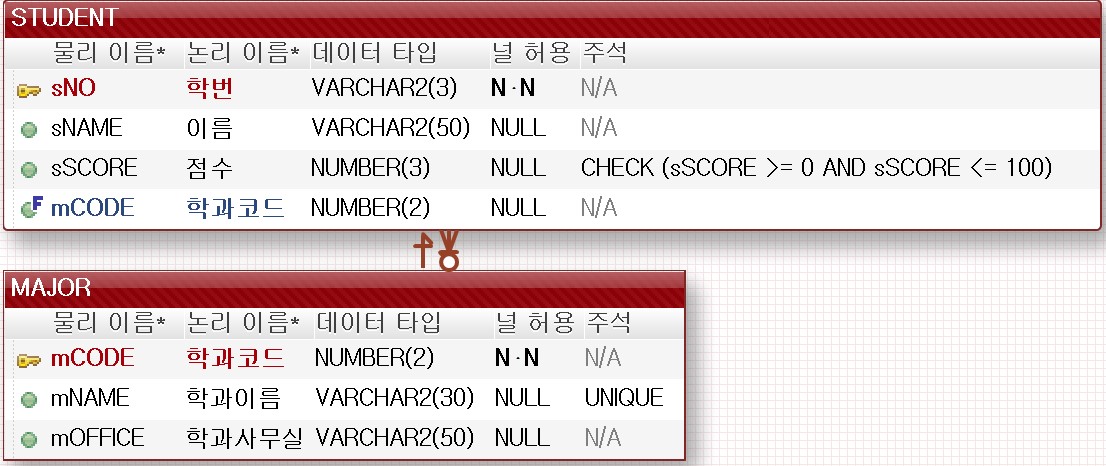 STUDENT
물리 이름* 논리 이름* 데이터 타입 널 허용 주석
sNO 학번 VARCHAR2(3) N·N N/A
sNAME 이름 VARCHAR2(50) NULL N/A
sSCORE 점수 NUMBER(3) NULL CHECK (sSCORE >= 0 AND sSCORE <= 100)
F mCODE 학과코드 NUMBER(2) NULL N/A
MAJOR
물리 이름* 논리 이름* 데이터 타입 널 허용 주석
mCODE 학과코드 NUMBER(2) N·N N/A
mNAME 학과이름 VARCHAR2(30) NULL UNIQUE
mOFFICE 학과사무실 VARCHAR2(50) NULL N/A